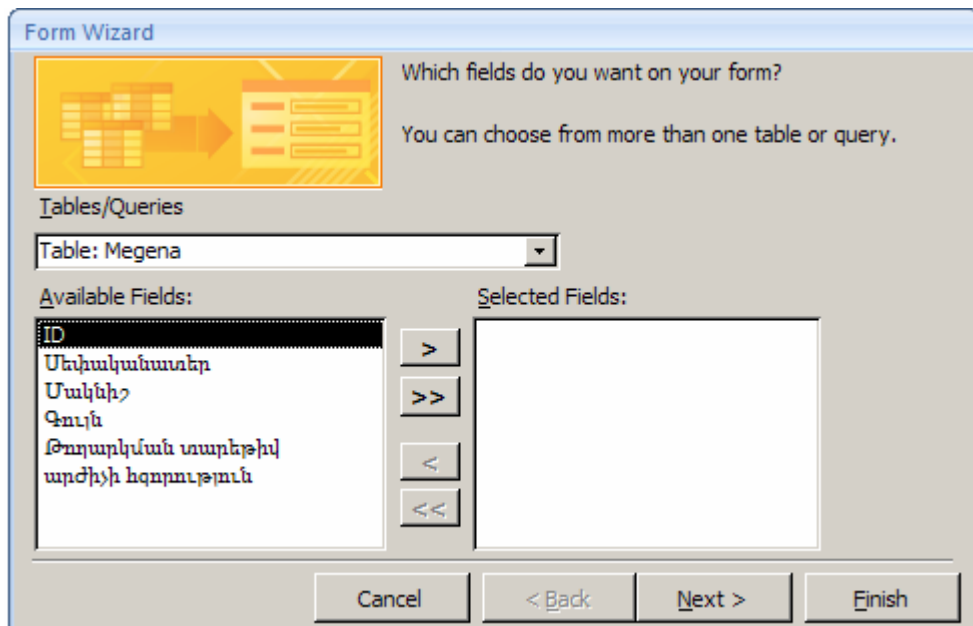 Form Wizard
Which fields do you want on your form?
You can choose from more than one table or query.
Tables/Queries
Table: Megena
Available Fields:
Selected Fields:
ID
Սեփականատեր
Մակնիշ
Գույն
Թողարկման տարեթիվ
արժիչի հզորություն
>
>>
<
<<
Cancel
< Back
Next >
Finish